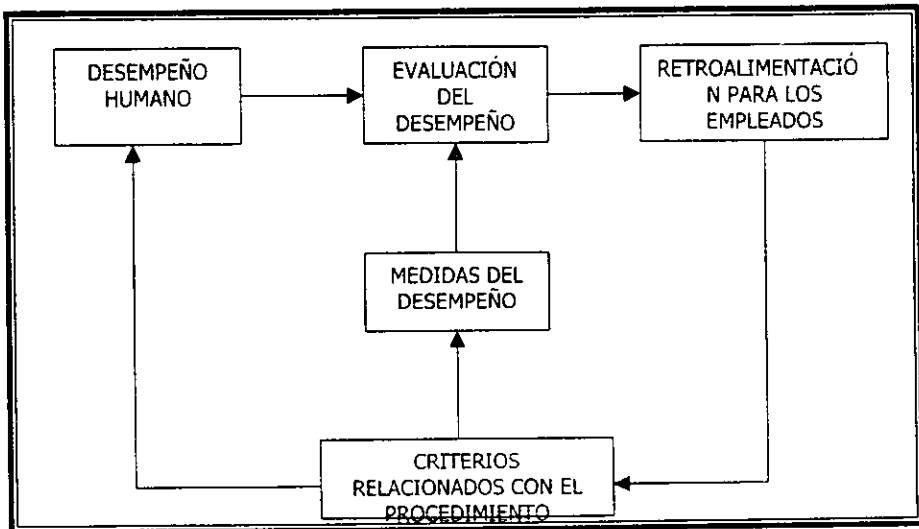 DESEMPEÑO
HUMANO
EVALUACIÓN
DEL
DESEMPEÑO
RETROALIMENTACIÓ
N PARA LOS
EMPLEADOS
MEDIDAS DEL
DESEMPEÑO
CRITERIOS
RELACIONADOS CON EL
PROCEDIMIENTO